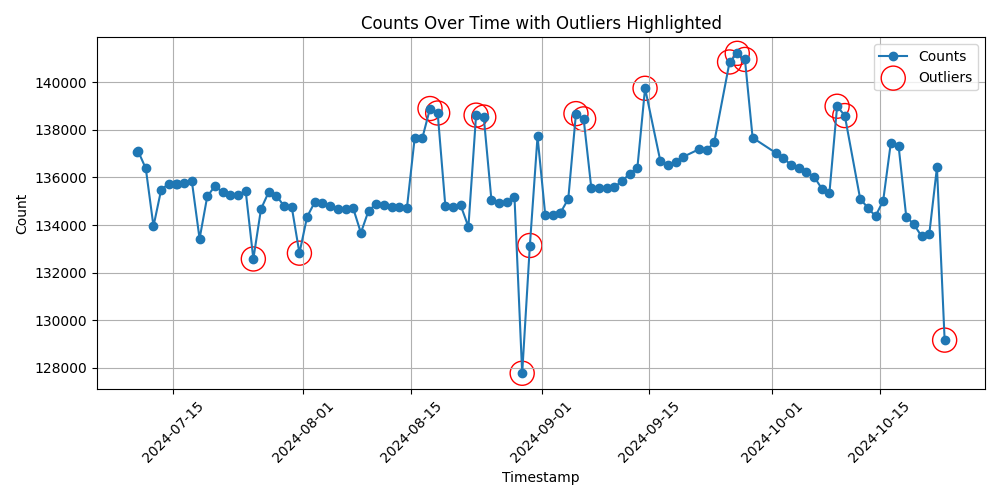 Counts Over Time with Outliers Highlighted
Counts
Outliers
140000
138000
136000
134000
132000
130000
128000
Count
2024-07-15
2024-08-01
2024-08-15
2024-09-01
2024-09-15
2024-10-01
2024-10-15
Timestamp